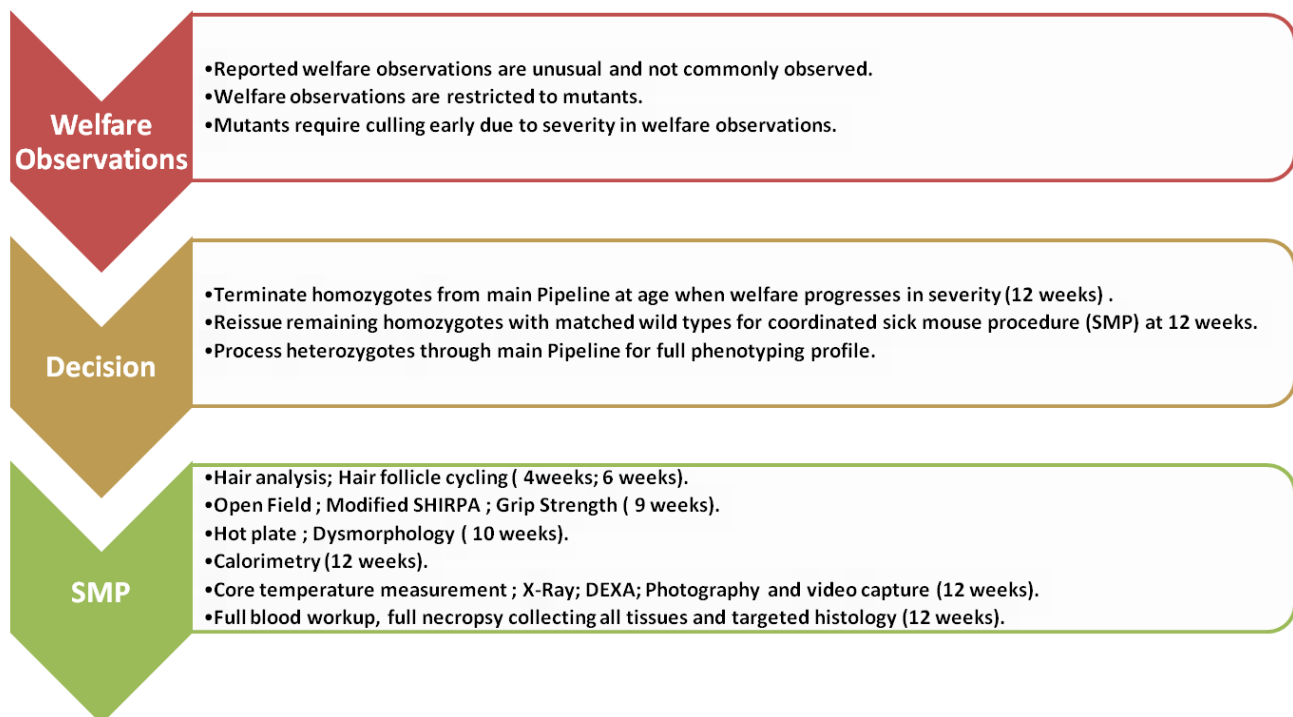 Welfare
Observations
•Reported welfare observations are unusual and not commonly observed.
•Welfare observations are restricted to mutants.
•Mutants require culling early due to severity in welfare observations.
Decision
•Terminate homozygotes from main Pipeline at age when welfare progresses in severity (12 weeks) .
•Reissue remaining homozygotes with matched wild types for coordinated sick mouse procedure (SMP) at 12 weeks.
•Process heterozygotes through main Pipeline for full phenotyping profile.
SMP
•Hair analysis; Hair follicle cycling ( 4weeks; 6 weeks).
•Open Field ; Modified SHIRPA ; Grip Strength ( 9 weeks).
•Hot plate ; Dysmorphology ( 10 weeks).
•Calorimetry (12 weeks).
•Core temperature measurement ; X-Ray; DEXA; Photography and video capture (12 weeks).
•Full blood workup, full necropsy collecting all tissues and targeted histology (12 weeks).